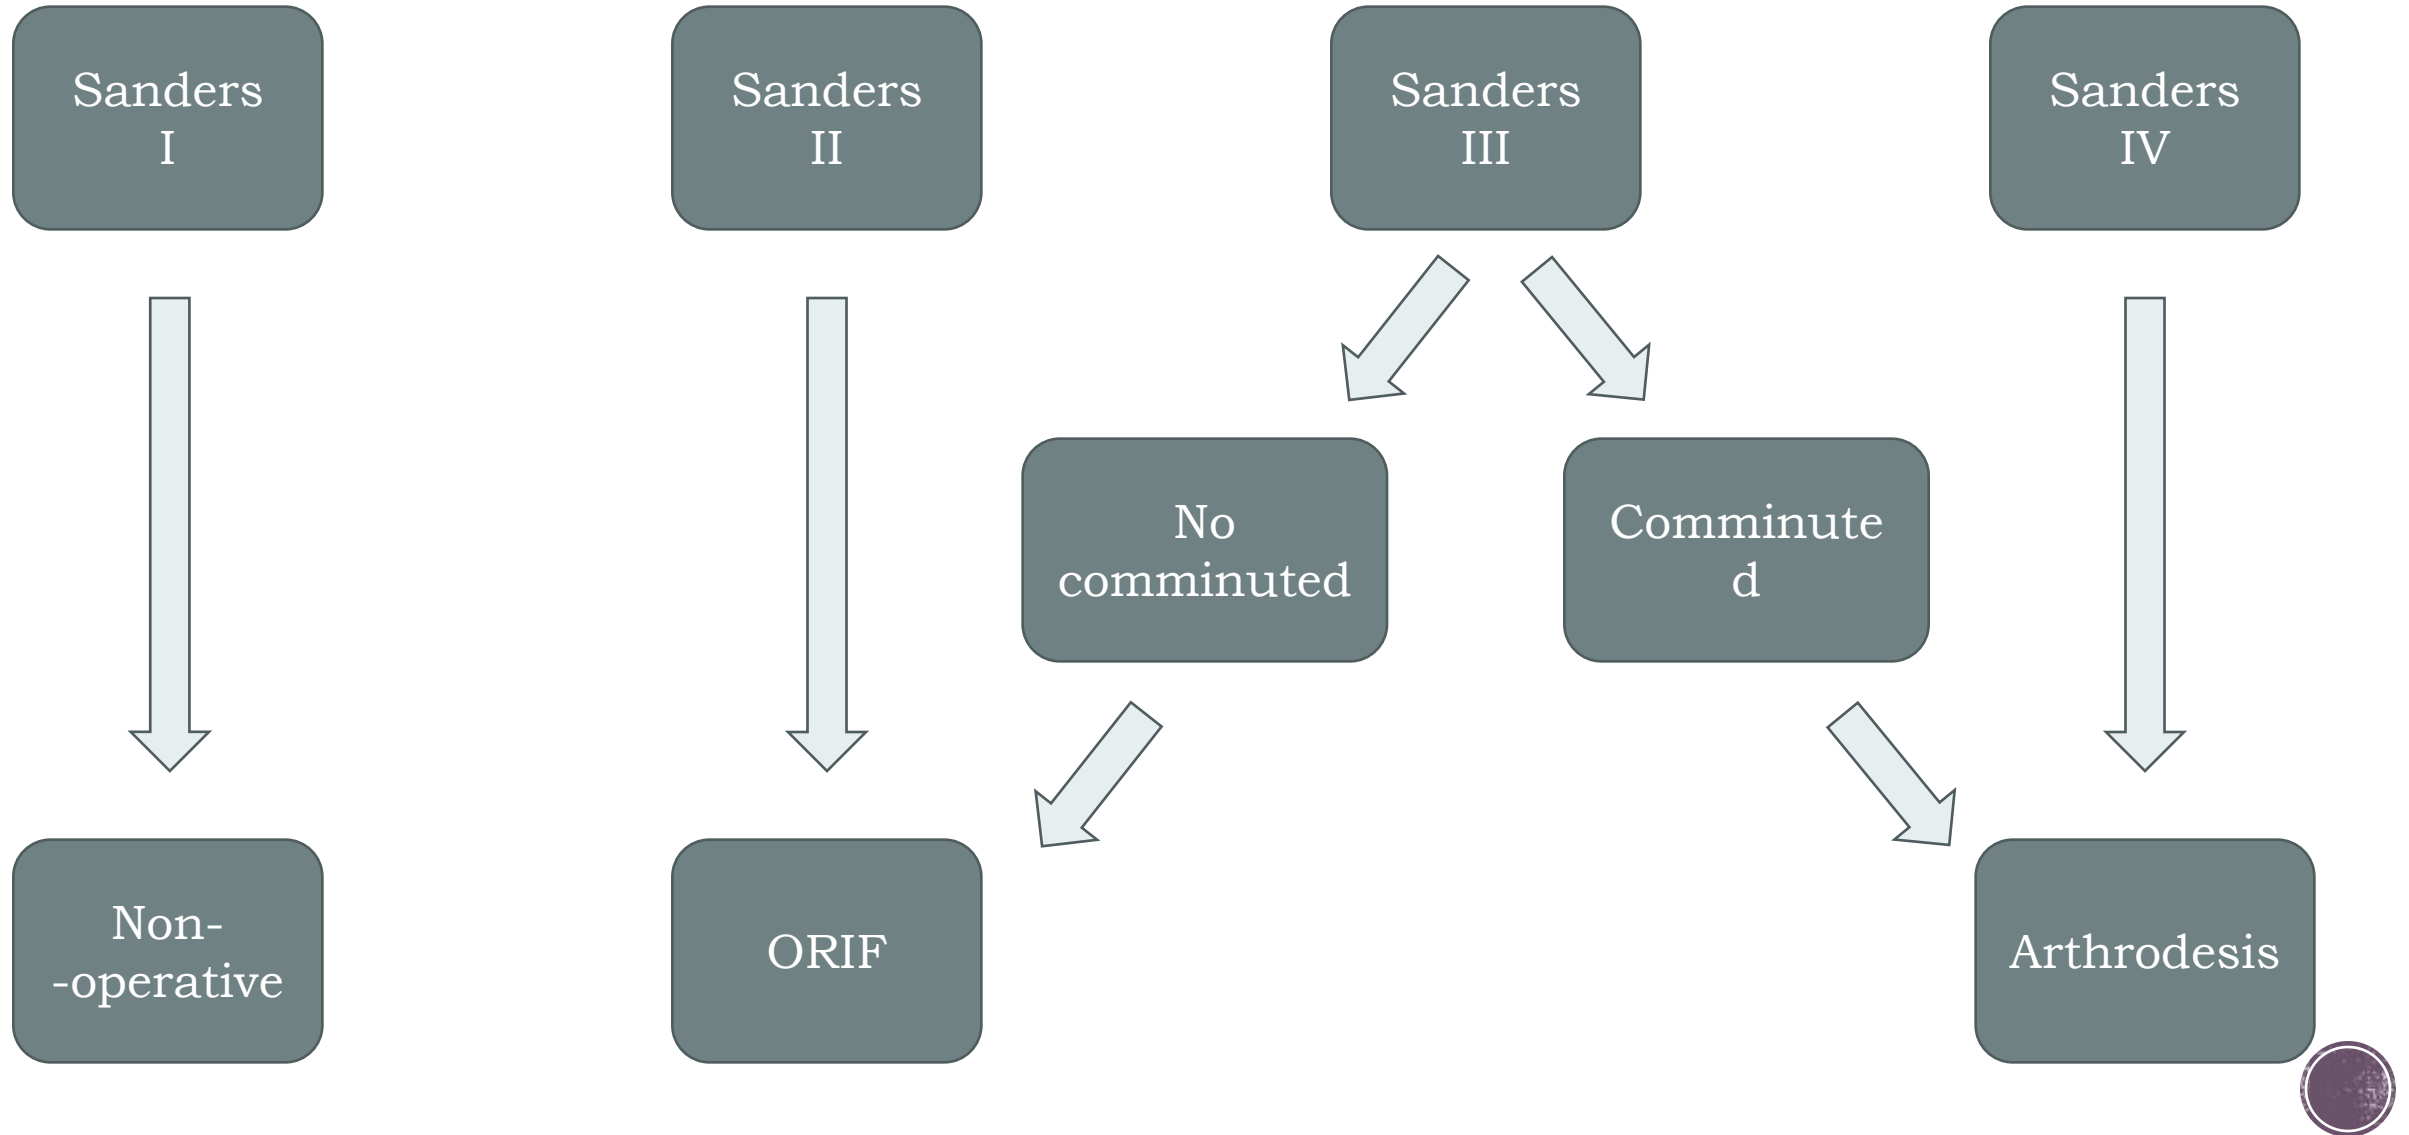 Sanders
I
Sanders
II
Sanders
III
Sanders
IV
No
comminuted
Comminute
d
Non-
-operative
ORIF
Arthrodesis